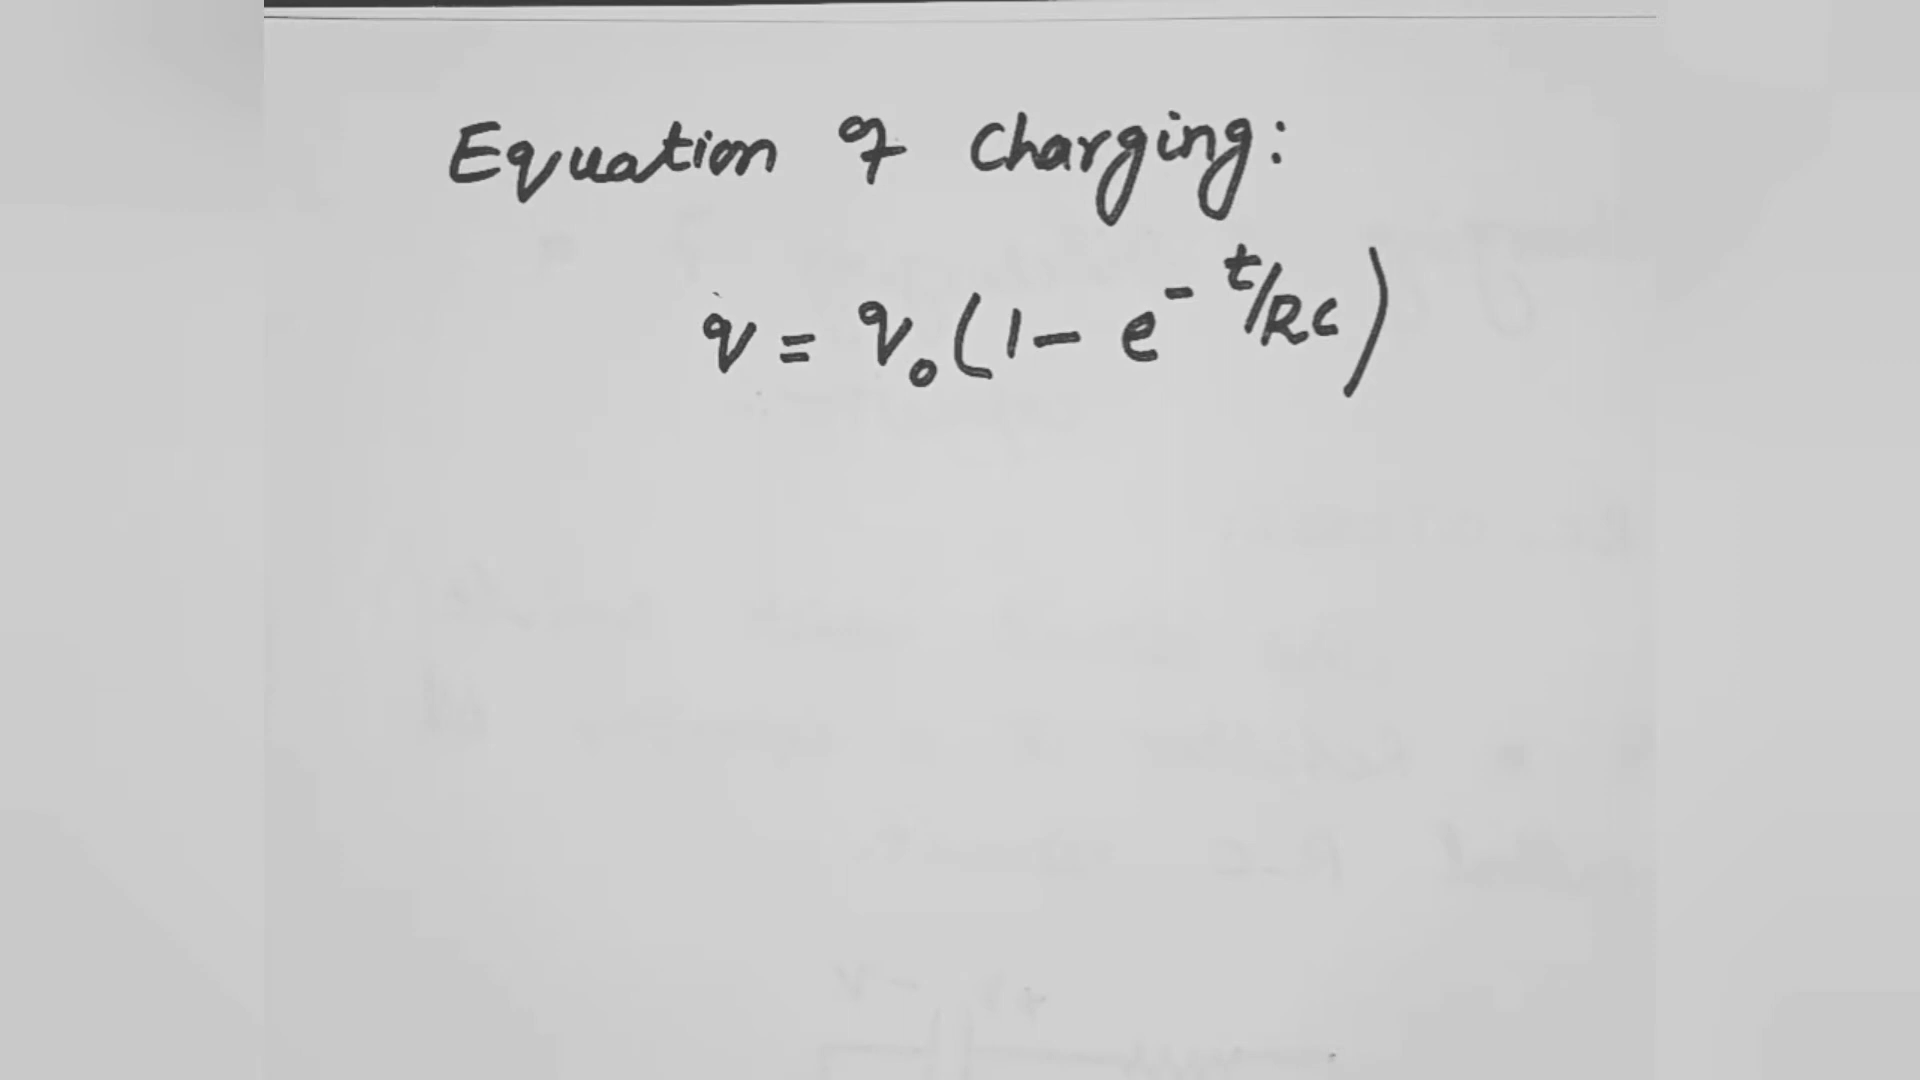 Equation of Charging:
q = q₀(1 - e^{-t/RC})